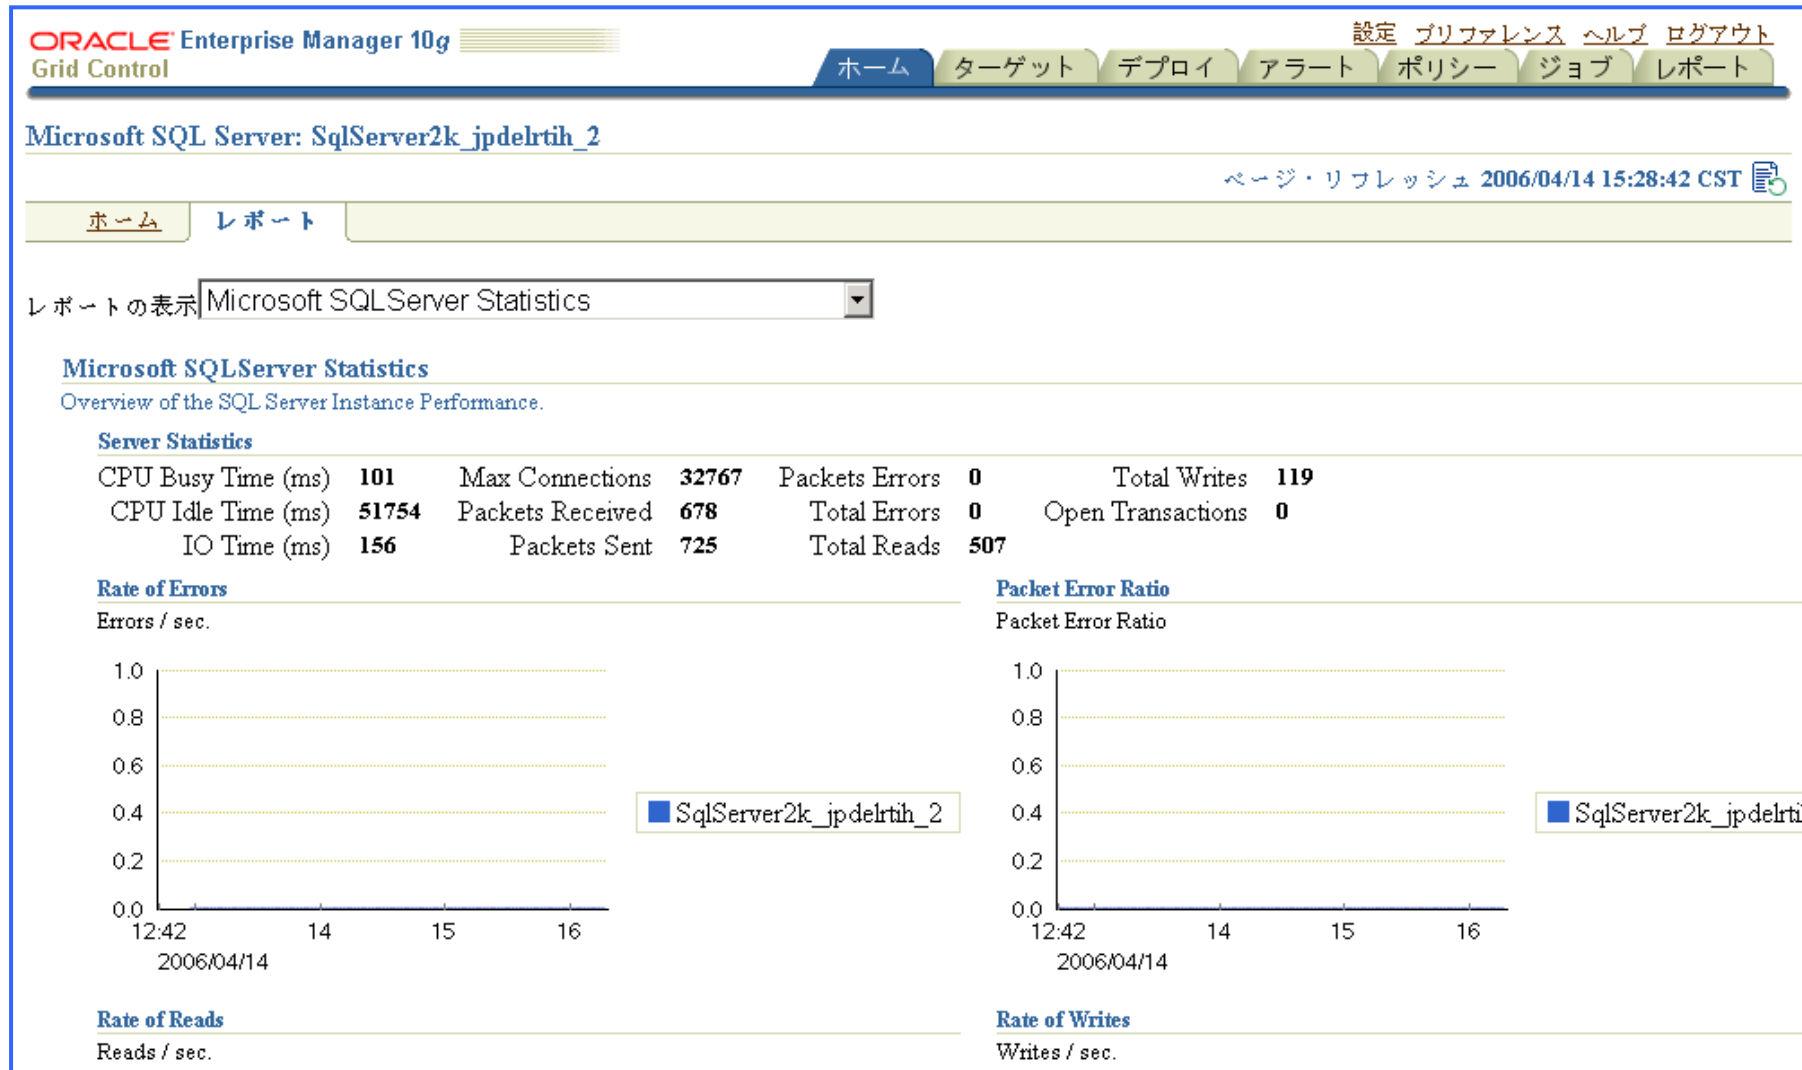 設定 プリファレンス ヘルプ ログアウト
ORACLE Enterprise Manager 10g
Grid Control
ホーム ターゲット デプロイ アラート ポリシー ジョブ レポート
Microsoft SQL Server: SqlServer2k_jpdelrtih_2
ページ・リフレッシュ 2006/04/14 15:28:42 CST
ホーム レポート
レポートの表示 Microsoft SQLServer Statistics
Microsoft SQLServer Statistics
Overview of the SQL Server Instance Performance.
Server Statistics
CPU Busy Time (ms) 101 Max Connections 32767 Packets Errors 0 Total Writes 119
CPU Idle Time (ms) 51754 Packets Received 678 Total Errors 0 Open Transactions 0
IO Time (ms) 156 Packets Sent 725 Total Reads 507
Rate of Errors
Errors / sec.
1.0
0.8
0.6
0.4
0.2
0.0
12:42 14 15 16
2006/04/14
SqlServer2k_jpdelrtih_2
Packet Error Ratio
Packet Error Ratio
1.0
0.8
0.6
0.4
0.2
0.0
12:42 14 15 16
2006/04/14
SqlServer2k_jpdelrti
Rate of Reads
Reads / sec.
Rate of Writes
Writes / sec.